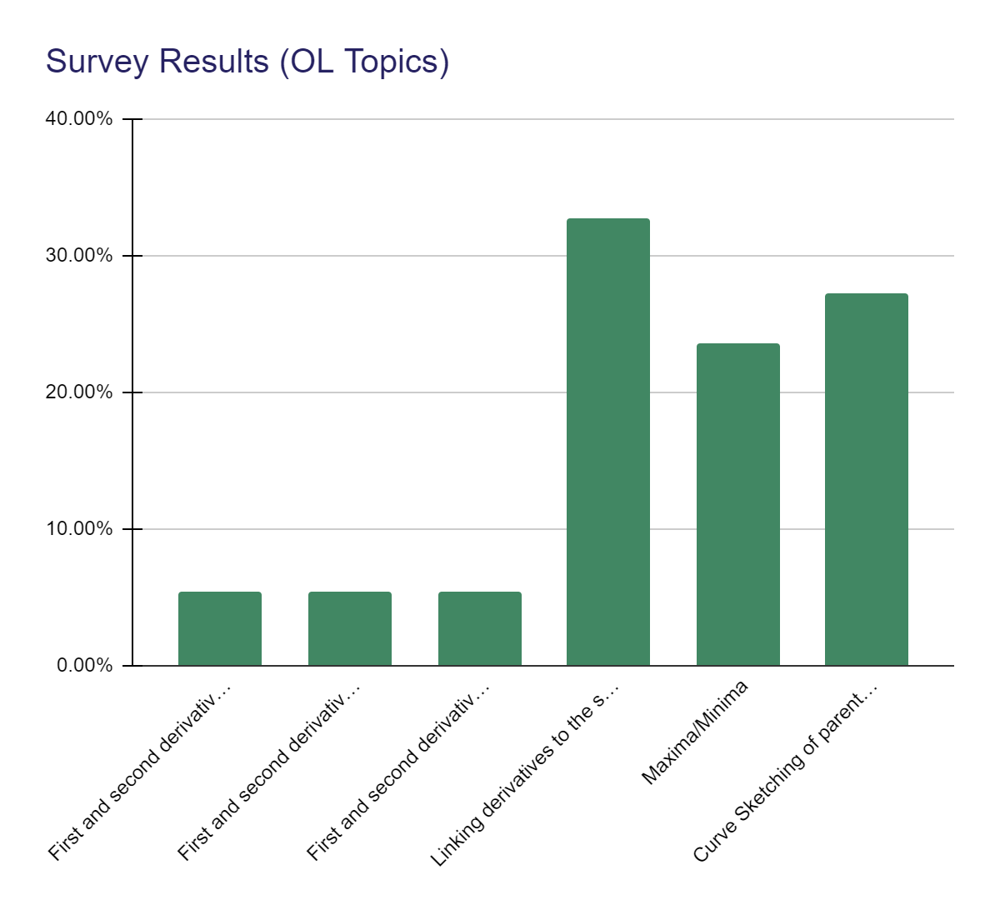 Survey Results (OL Topics)
40.00%
30.00%
20.00%
10.00%
0.00%
First and second derivativ…
First and second derivativ…
First and second derivativ…
Linking derivatives to the s…
Maxima/Minima
Curve Sketching of parent…